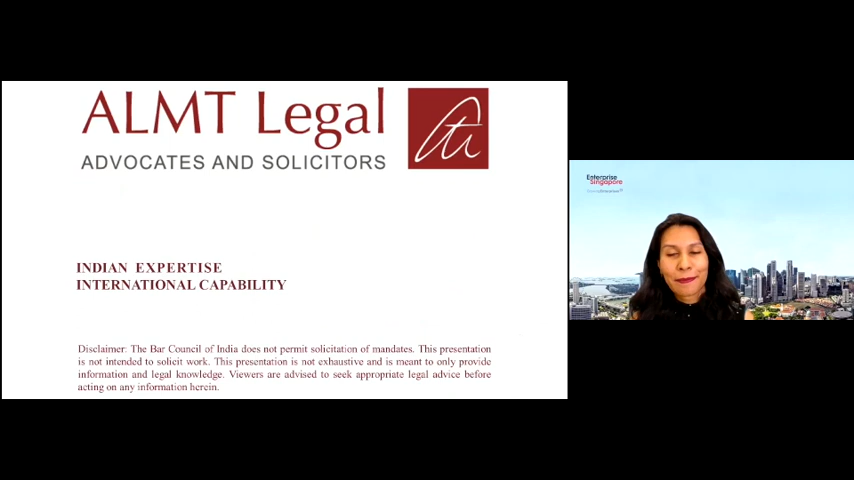 ALMT Legal
ADVOCATES AND SOLICITORS
INDIAN EXPERTISE
INTERNATIONAL CAPABILITY
Disclaimer: The Bar Council of India does not permit solicitation of mandates. This presentation
is not intended to solicit work. This presentation is not exhaustive and is meant to only provide
information and legal knowledge. Viewers are advised to seek appropriate legal advice before
acting on any information herein.
Enterprise
Singapore